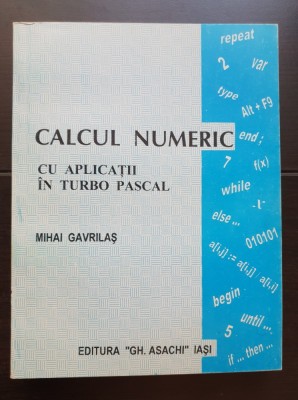 repeat
2
var
type
Alt + F9
CALCUL NUMERIC
end ;
CU APLICAȚII
7
f(x)
ÎN TURBO PASCAL
while
-t-
else ...
MIHAI GAVRILAȘ
010101
a[i,j] := a[i,j] a[i,j]
begin
until ...
5
EDITURA "GH. ASACHI" IAȘI
if ... then ...